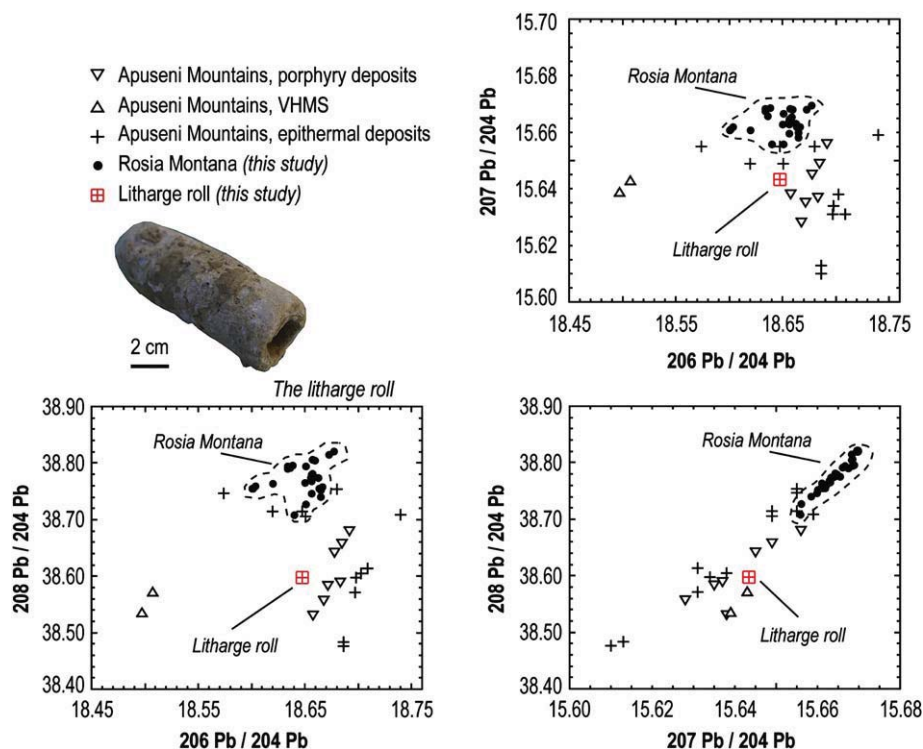 Apuseni Mountains, porphyry deposits
Apuseni Mountains, VHMS
Apuseni Mountains, epithermal deposits
Rosia Montana (this study)
Litharge roll (this study)
2 cm
The litharge roll
15.70
15.68
15.66
15.64
15.62
15.60
207 Pb / 204 Pb
Rosia Montana
Litharge roll
18.45
18.55
18.65
18.75
206 Pb / 204 Pb
38.90
38.80
38.70
38.60
38.50
38.40
208 Pb / 204 Pb
Rosia Montana
Litharge roll
18.45
18.55
18.65
18.75
206 Pb / 204 Pb
38.90
38.80
38.70
38.60
38.50
38.40
208 Pb / 204 Pb
Rosia Montana
Litharge roll
15.60
15.62
15.64
15.66
15.68
207 Pb / 204 Pb